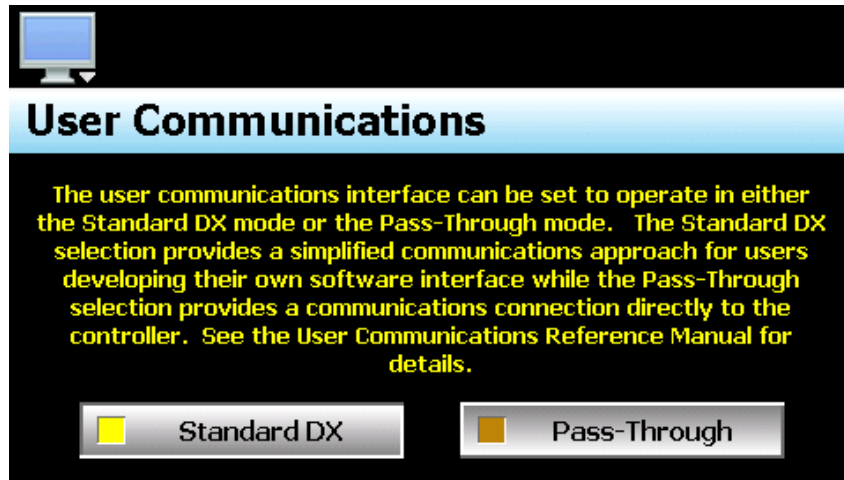 User Communications
The user communications interface can be set to operate in either
the Standard DX mode or the Pass-Through mode.   The Standard DX
selection provides a simplified communications approach for users
developing their own software interface while the Pass-Through
selection provides a communications connection directly to the
controller.  See the User Communications Reference Manual for
details.
Standard DX
Pass-Through